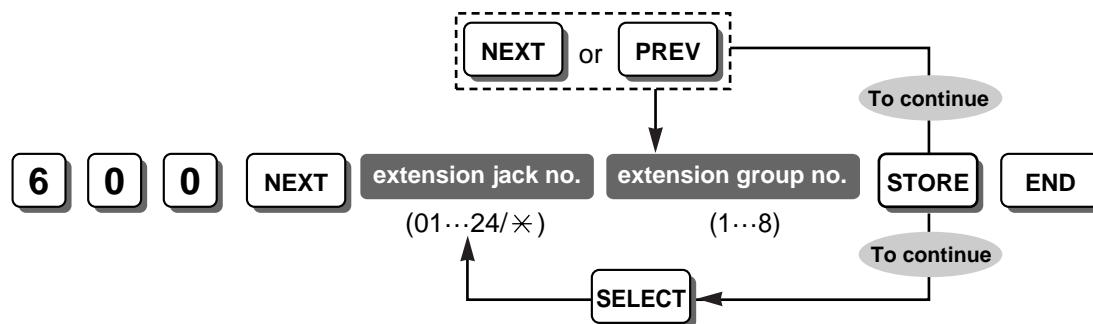 NEXT or PREV
To continue
6 0 0 NEXT extension jack no. extension group no. STORE END
(01···24/✳) (1···8)
To continue
SELECT